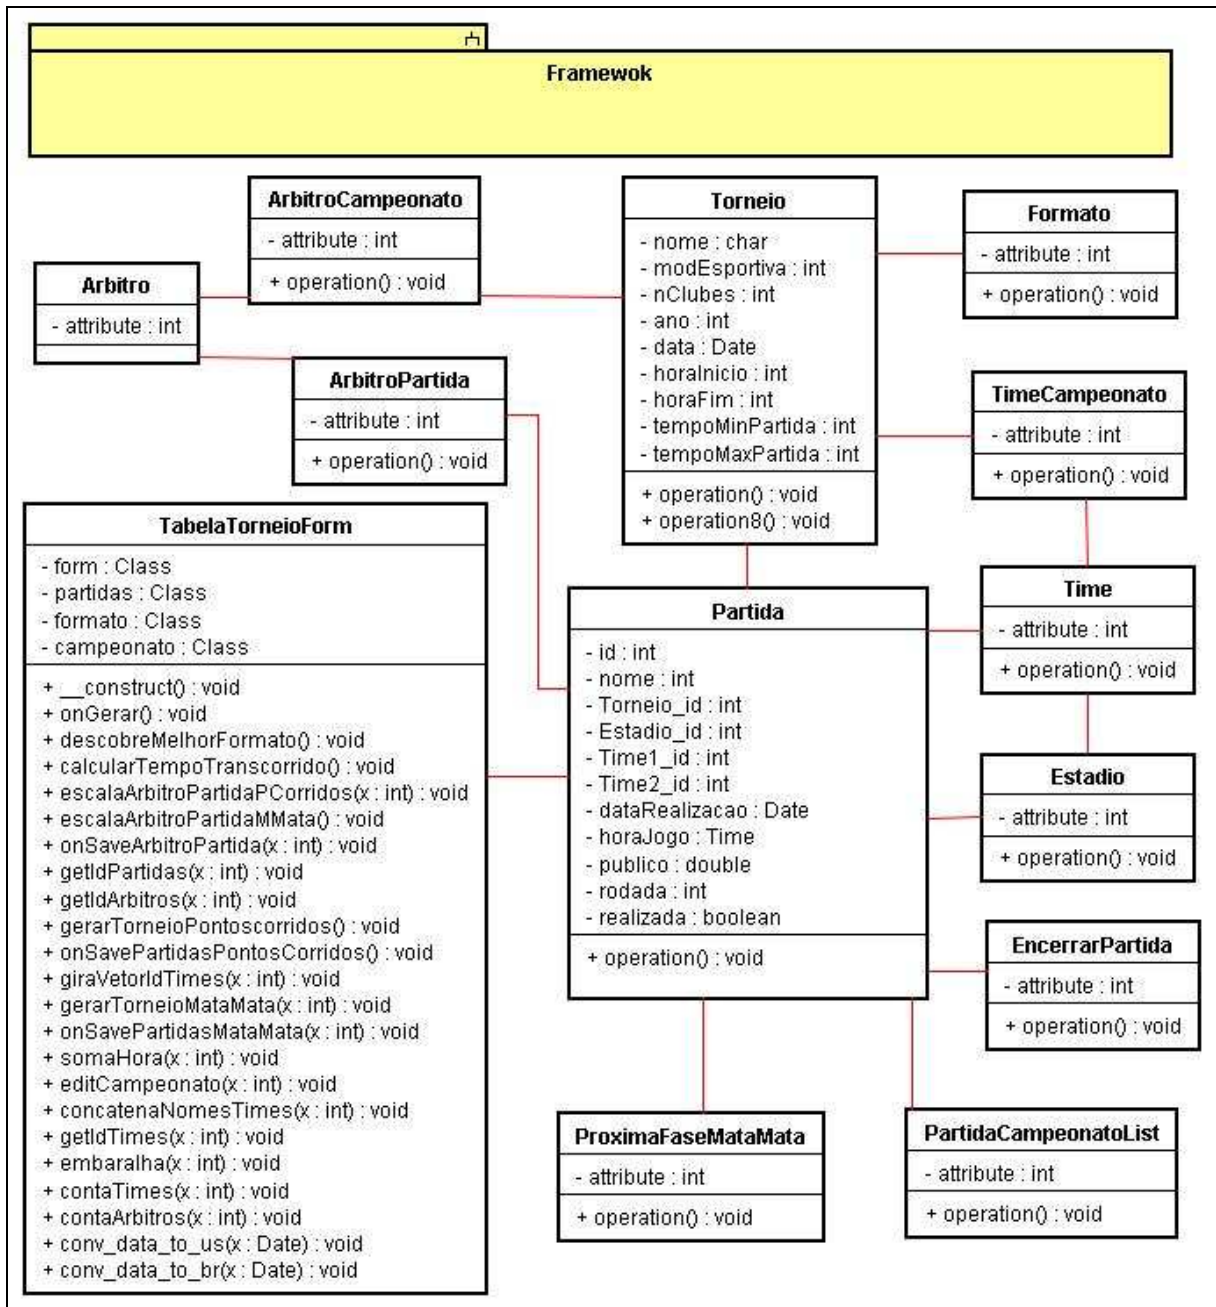 Framewok
ArbitroCampeonato
- attribute : int
+ operation() : void
Arbitro
- attribute : int
ArbitroPartida
- attribute : int
+ operation() : void
Torneio
- nome : char
- modEsportiva : int
- nClubes : int
- ano : int
- data : Date
- horaInicio : int
- horaFim : int
- tempoMinPartida : int
- tempoMaxPartida : int
+ operation() : void
+ operation8() : void
Formato
- attribute : int
+ operation() : void
TimeCampeonato
- attribute : int
+ operation() : void
TabelaTorneioForm
- form : Class
- partidas : Class
- formato : Class
- campeonato : Class
+ __construct() : void
+ onGerar() : void
+ descobreMelhorFormato() : void
+ calcularTempoTranscorrido() : void
+ escalaArbitroPartidaPCorridos(x : int) : void
+ escalaArbitroPartidaMMata() : void
+ onSaveArbitroPartida(x : int) : void
+ getIdPartidas(x : int) : void
+ getIdArbitros(x : int) : void
+ gerarTorneioPontoscorridos() : void
+ onSavePartidasPontosCorridos() : void
+ giraVetorIdTimes(x : int) : void
+ gerarTorneioMataMata(x : int) : void
+ onSavePartidasMataMata(x : int) : void
+ somaHora(x : int) : void
+ editCampeonato(x : int) : void
+ concatenaNomesTimes(x : int) : void
+ getIdTimes(x : int) : void
+ embaralha(x : int) : void
+ contaTimes(x : int) : void
+ contaArbitros(x : int) : void
+ conv_data_to_us(x : Date) : void
+ conv_data_to_br(x : Date) : void
Partida
- id : int
- nome : int
- Torneio_id : int
- Estadio_id : int
- Time1_id : int
- Time2_id : int
- dataRealizacao : Date
- horaJogo : Time
- publico : double
- rodada : int
- realizada : boolean
+ operation() : void
Time
- attribute : int
+ operation() : void
Estadio
- attribute : int
+ operation() : void
EncerrarPartida
- attribute : int
+ operation() : void
ProximaFaseMataMata
- attribute : int
+ operation() : void
PartidaCampeonatoList
- attribute : int
+ operation() : void